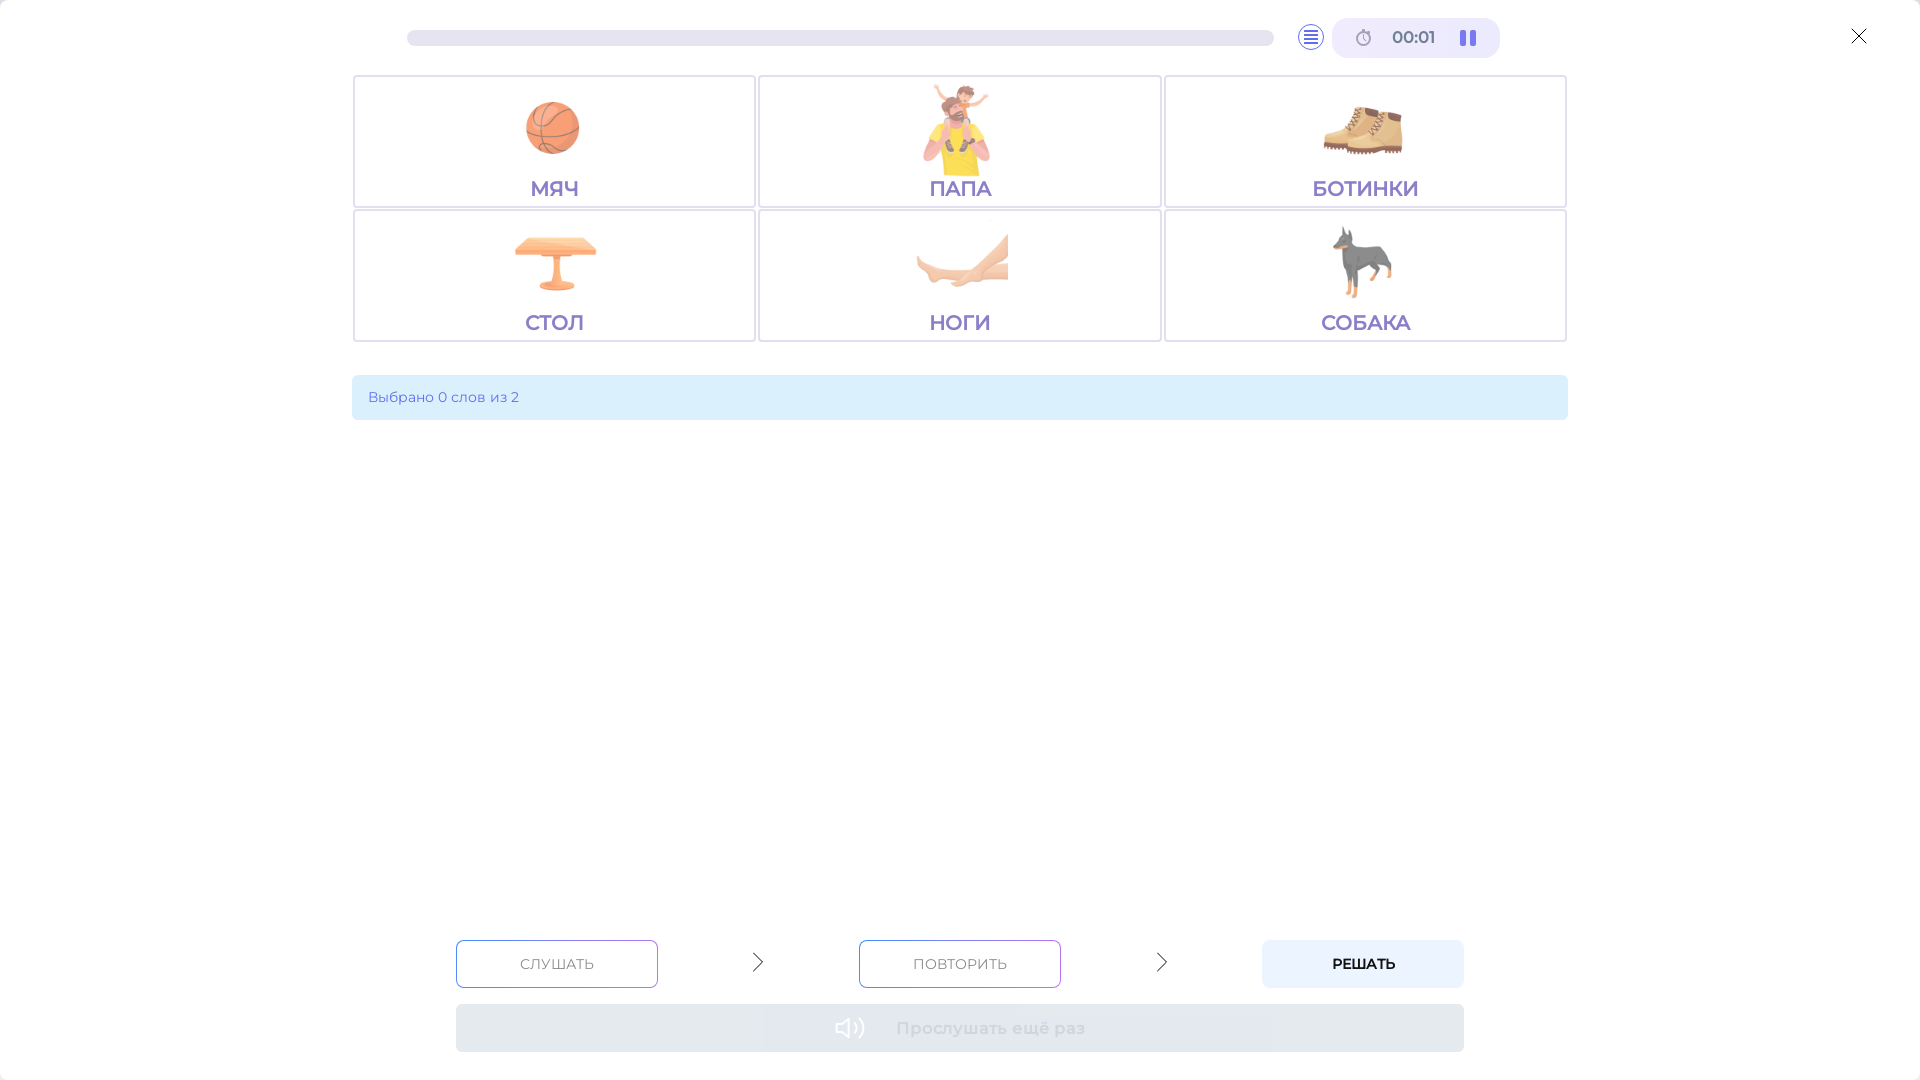 00:01
МЯЧ
ПАПА
БОТИНКИ
СТОЛ
НОГИ
СОБАКА
Выбрано 0 слов из 2
СЛУШАТЬ
ПОВТОРИТЬ
РЕШАТЬ
Прослушать ещё раз